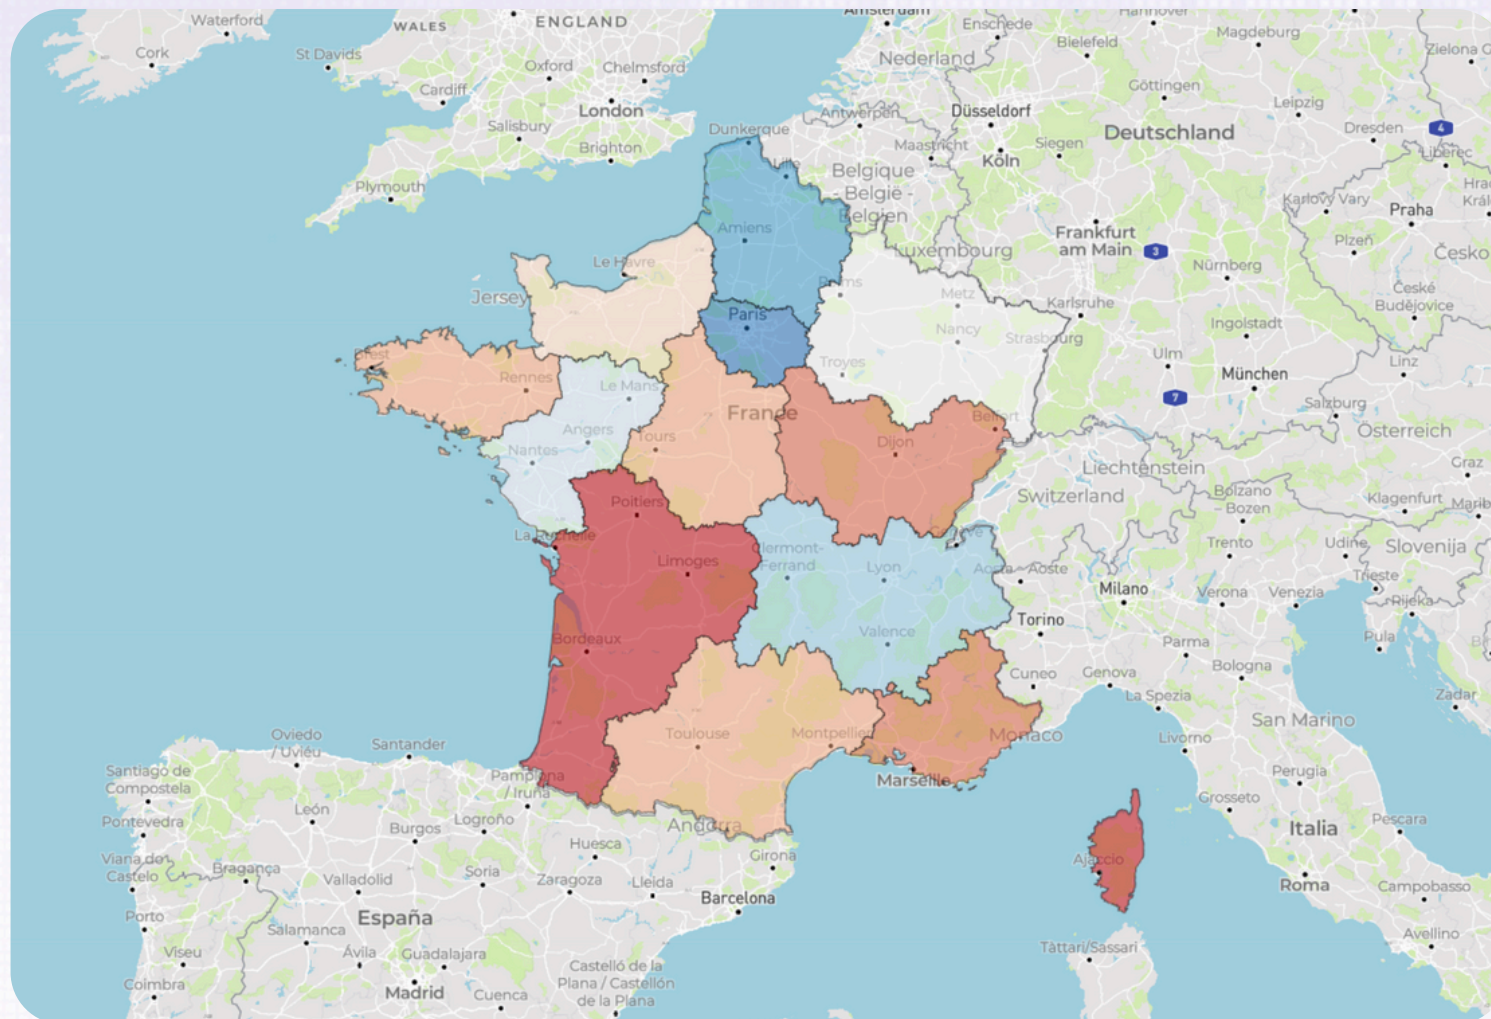 Waterford
WALES
ENGLAND
Amsterdam
Hannover
Enschede
Magdeburg
Cork
St Davids
Oxford
Chelmsford
Nederland
Bielefeld
Zielona G
Cardiff
London
Göttingen
Leipzig
Salisbury
Dunkerque
Antwerpen
Düsseldorf
Deutschland
Dresden
4
Brighton
Lille
Maastricht
Köln
Siegen
Liberec
Plymouth
Belgique
- België -
Belgien
Karlovy Vary
Praha
Hra
Král
Amiens
Frankfurt
am Main
3
Plzeň
Česko
Le Havre
Luxembourg
Nürnberg
Jersey
Reims
Metz
Karlsruhe
České
Budějovice
Paris
Nancy
Strasbourg
Ingolstadt
Brest
Troyes
Ulm
Linz
Rennes
Le Mans
München
7
Salzburg
France
Belfort
Österreich
Angers
Tours
Dijon
Nantes
Liechtenstein
Graz
Poitiers
Switzerland
Bolzano
– Bozen
Klagenfurt
Marib
La Rochelle
Genève
Clermont-
Ferrand
Limoges
Lyon
Aosta - Aoste
Trento
Udine
Slovenija
Trieste
Milano
Verona
Venezia
Rijeka
Bordeaux
Valence
Torino
Parma
Pula
Cuneo
Genova
Bologna
La Spezia
Zadar
Toulouse
Montpellier
Monaco
San Marino
Oviedo
/ Uviéu
Santander
Livorno
Santiago de
Compostela
Pamplona
/ Iruña
Marseille
Perugia
León
Grosseto
Pontevedra
Burgos
Logroño
Andorra
Italia
Pescara
Viana do
Castelo
Bragança
Huesca
Girona
Ajaccio
Valladolid
Soria
Zaragoza
Lleida
Barcelona
Roma
Campobasso
Porto
España
Salamanca
Avellino
Viseu
Ávila
Guadalajara
Tàttari/Sassari
Coimbra
Madrid
Cuenca
Castelló de la
Plana / Castellón
de la Plana